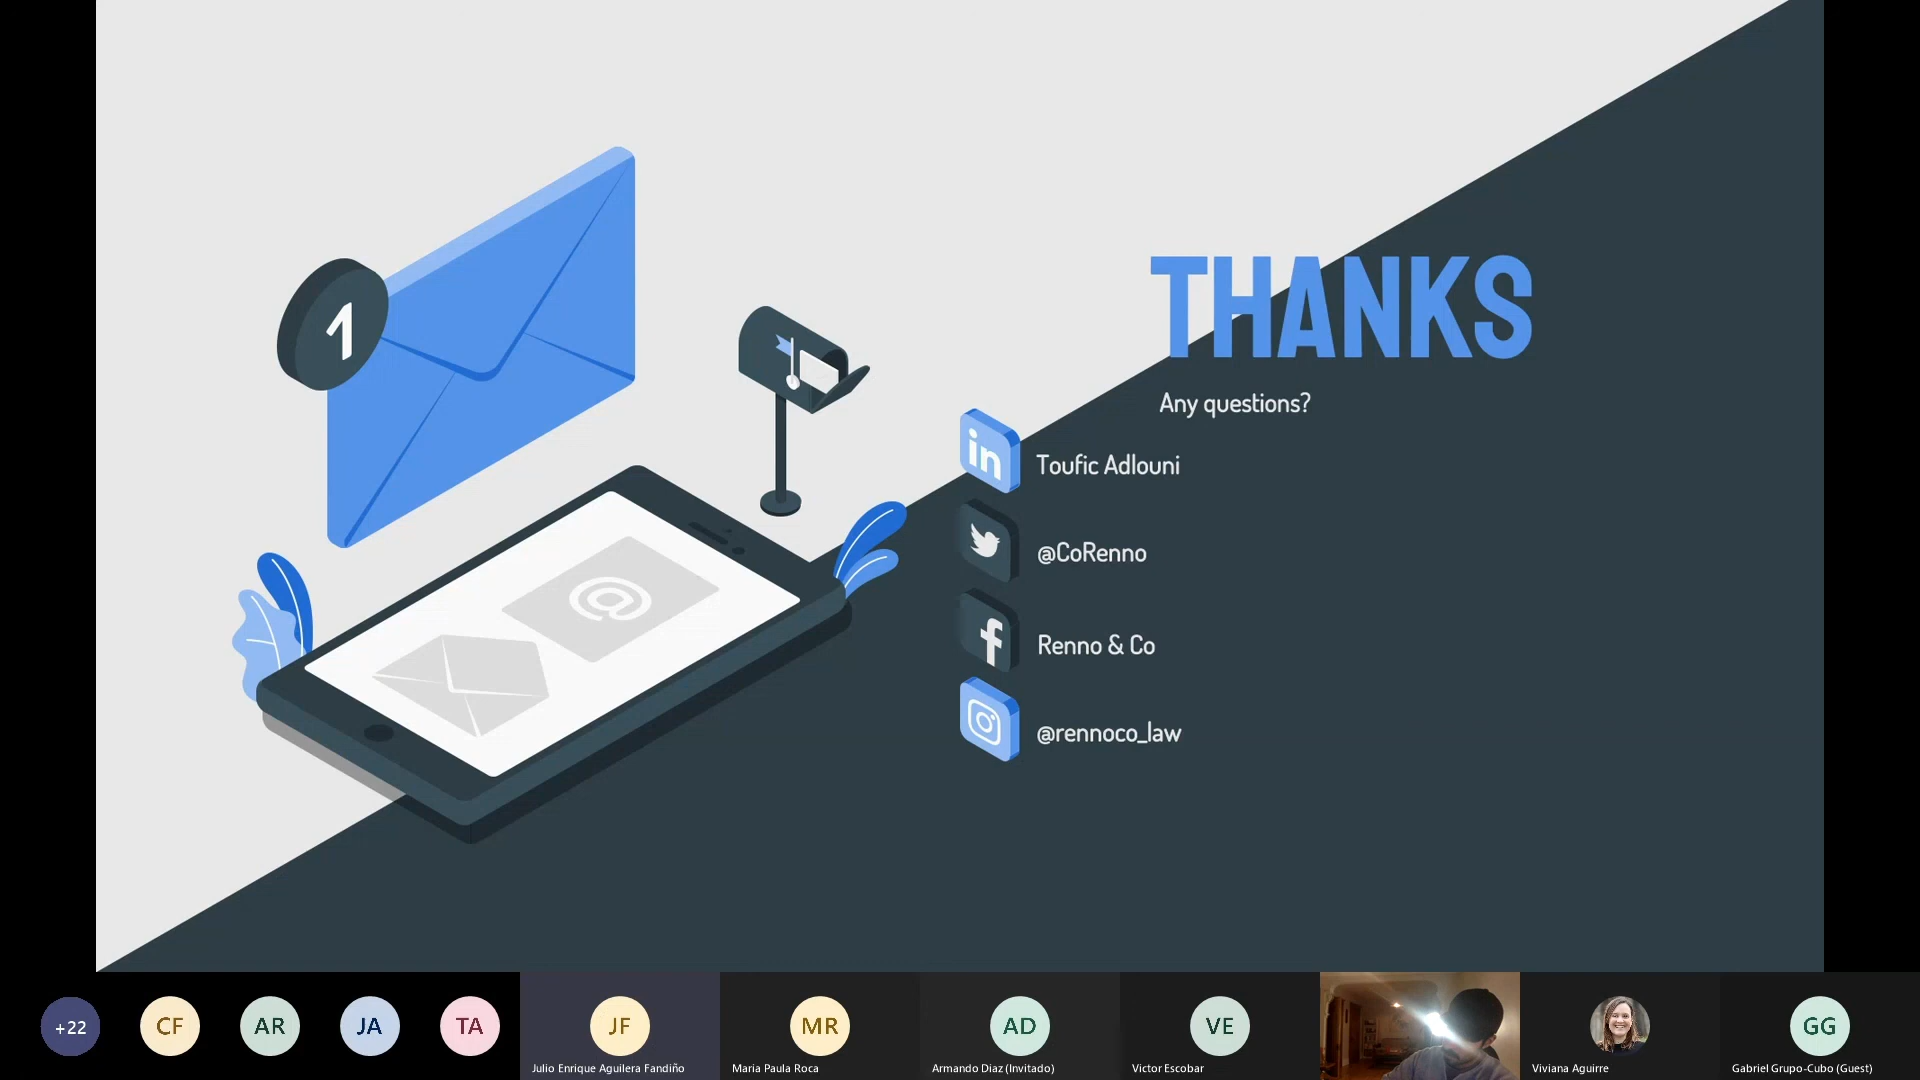 1
THANKS
Any questions?
in
Toufic Adlouni
@CoRenno
@
f
Renno & Co
@rennoco_law
+22
CF
AR
JA
TA
JF
MR
AD
VE
GG
Julio Enrique Aguilera Fandiño
Maria Paula Roca
Armando Diaz (Invitado)
Victor Escobar
Viviana Aguirre
Gabriel Grupo-Cubo (Guest)